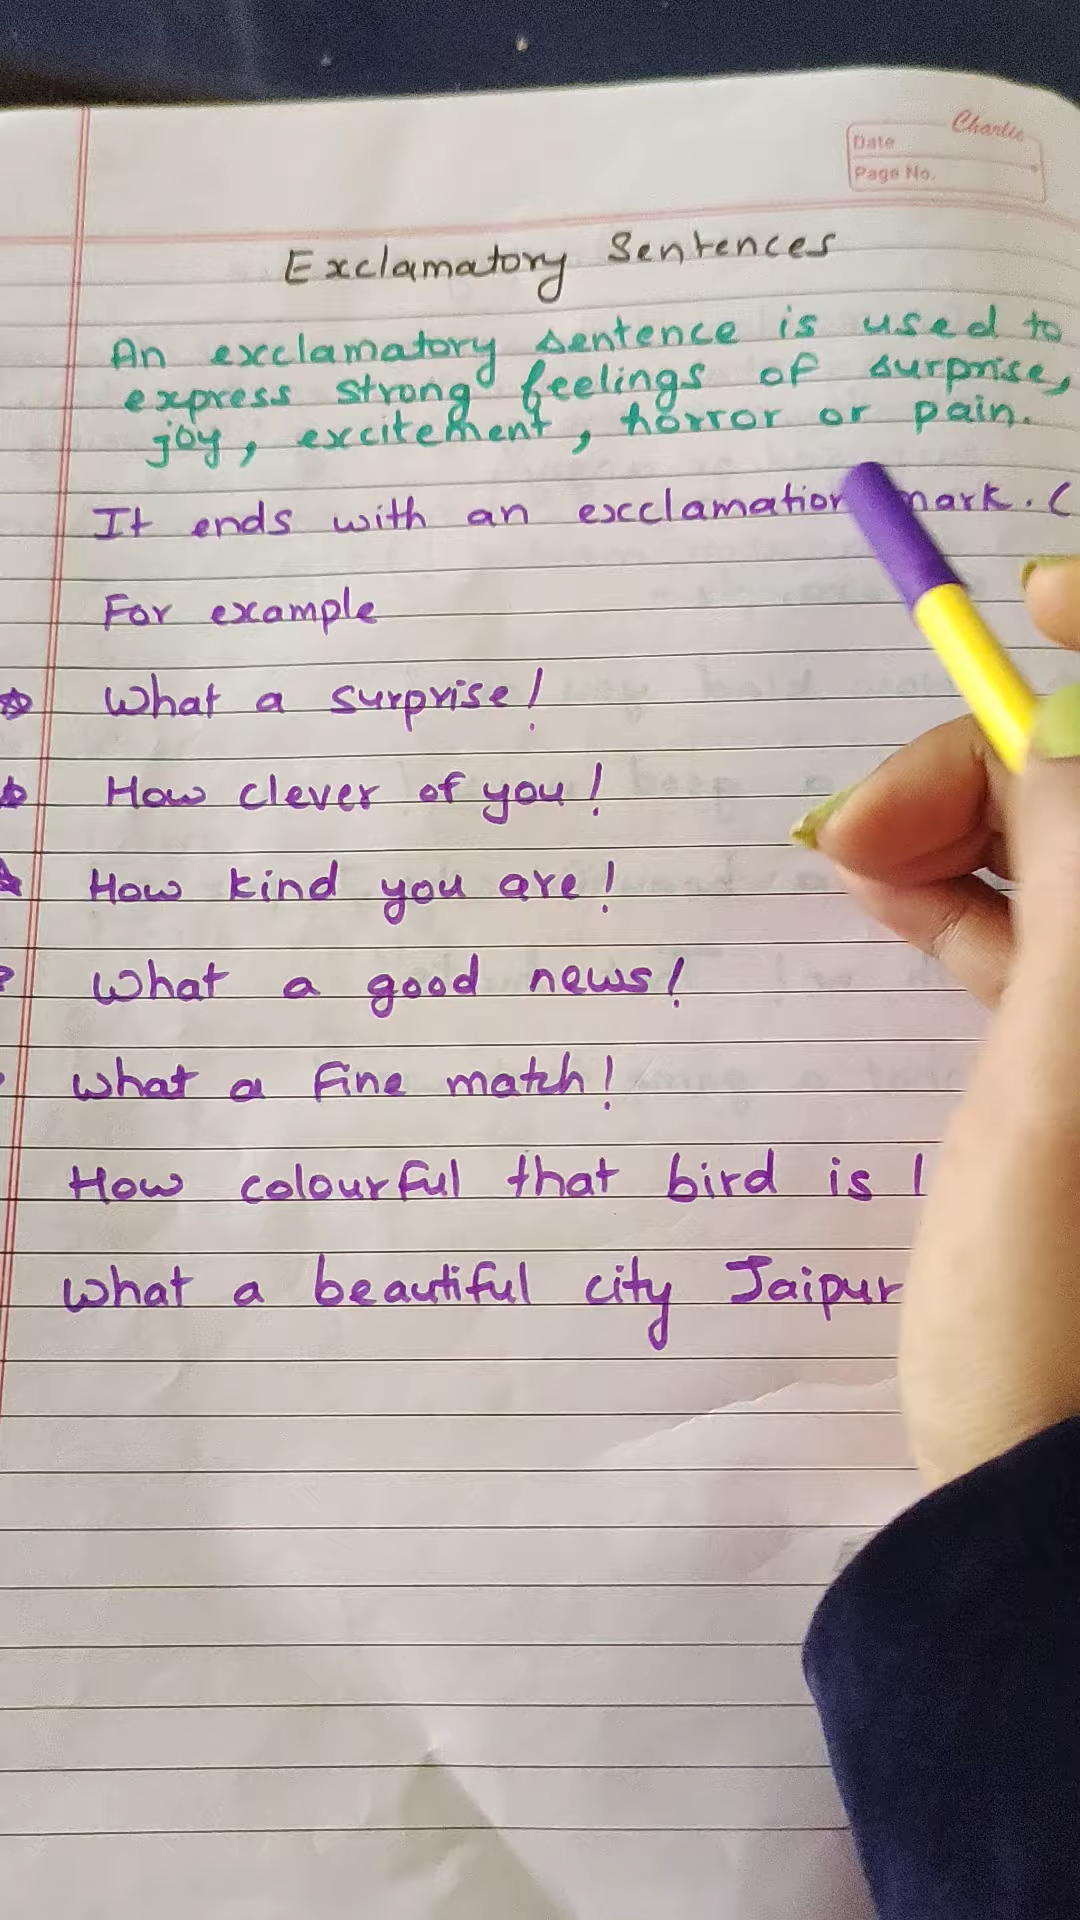 Charlie
Date
Page No.
Exclamatory Sentences
An exclamatory sentence is used to
express strong feelings of surprise,
joy, excitement, horror or pain.
It ends with an exclamation mark. (
For example
What a surprise!
How clever of you!
How kind you are!
What a good news!
What a fine match!
How colourful that bird is !
What a beautiful city Jaipur